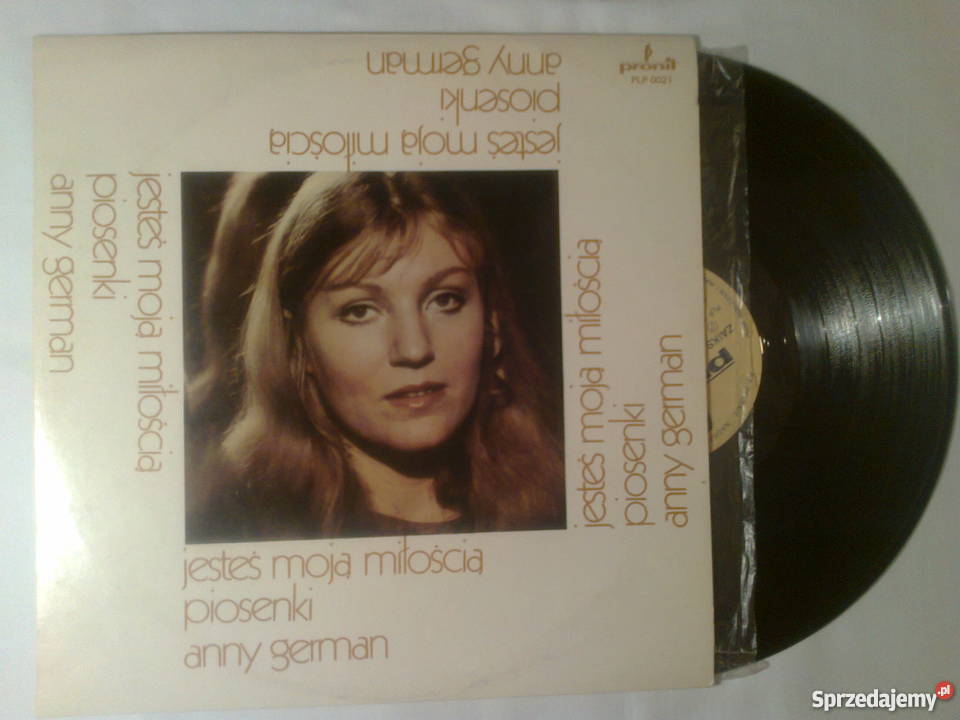 jesteś moją miłością
piosenki
anny german
pronit
PLP 0021
jesteś moją miłością
piosenki
anny german
jesteś moją miłością
piosenki
anny german
jesteś moją miłością
piosenki
anny german
ZAIKS
Sprzedajemy.pl